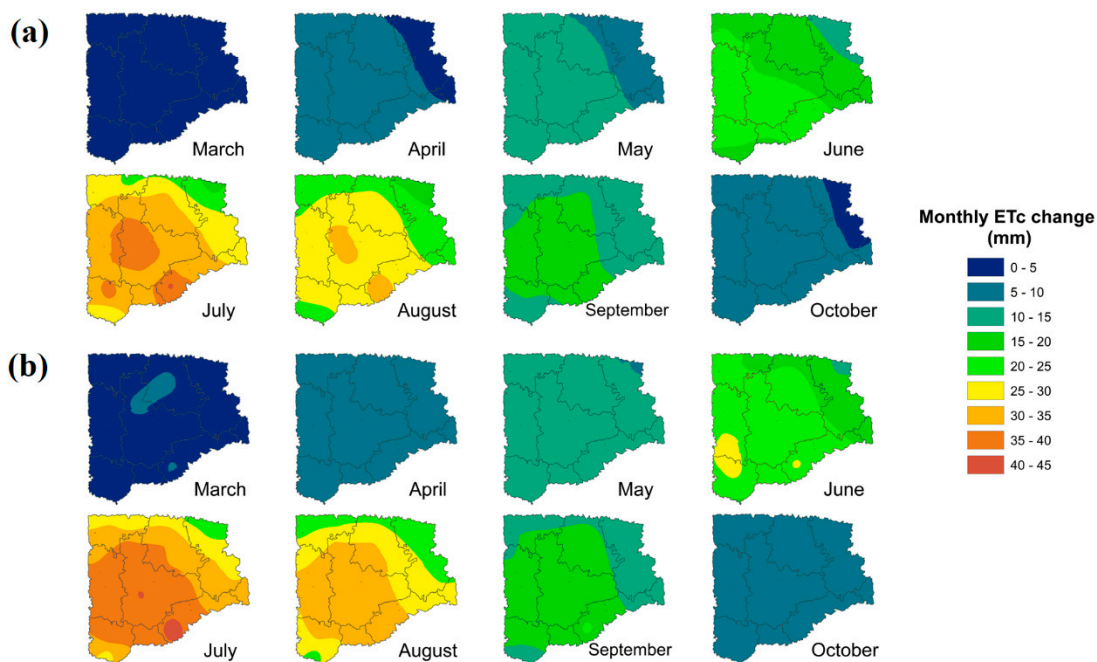 (a)
March
April
May
June
July
August
September
October
(b)
March
April
May
June
July
August
September
October
Monthly ETc change
(mm)
0 - 5
5 - 10
10 - 15
15 - 20
20 - 25
25 - 30
30 - 35
35 - 40
40 - 45